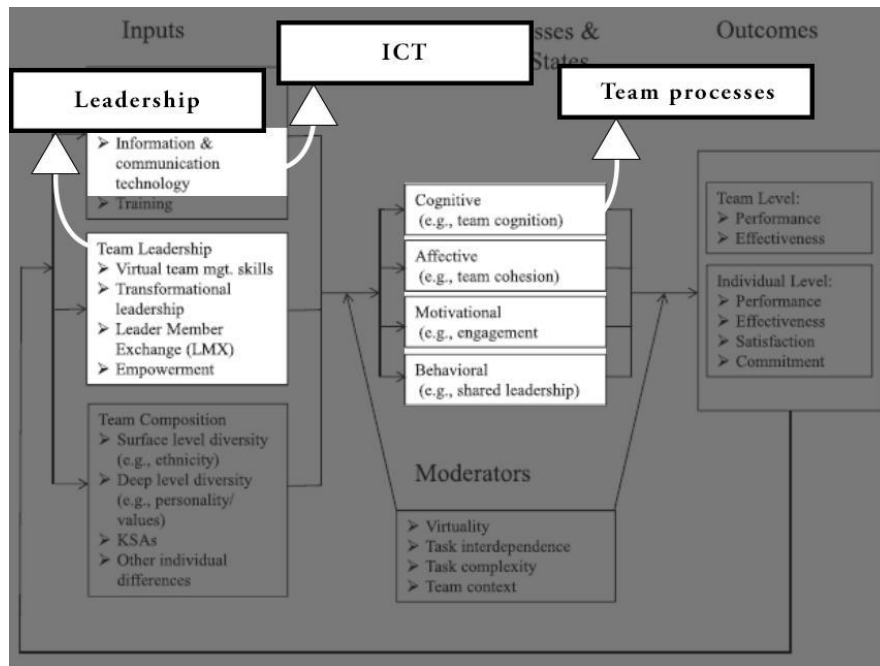 Inputs
sses &
States
Outcomes
ICT
Leadership
Team processes
➤ Information &
communication
technology
➤ Training
Team Leadership
➤ Virtual team mgt. skills
➤ Transformational
leadership
➤ Leader Member
Exchange (LMX)
➤ Empowerment
Team Composition
➤ Surface level diversity
(e.g., ethnicity)
➤ Deep level diversity
(e.g., personality/
values)
➤ KSAs
➤ Other individual
differences
Cognitive
(e.g., team cognition)
Affective
(e.g., team cohesion)
Motivational
(e.g., engagement
Behavioral
(e.g., shared leadership)
Moderators
➤ Virtuality
➤ Task interdependence
➤ Task complexity
➤ Team context
Team Level:
➤ Performance
➤ Effectiveness
Individual Level:
➤ Performance
➤ Effectiveness
➤ Satisfaction
➤ Commitment